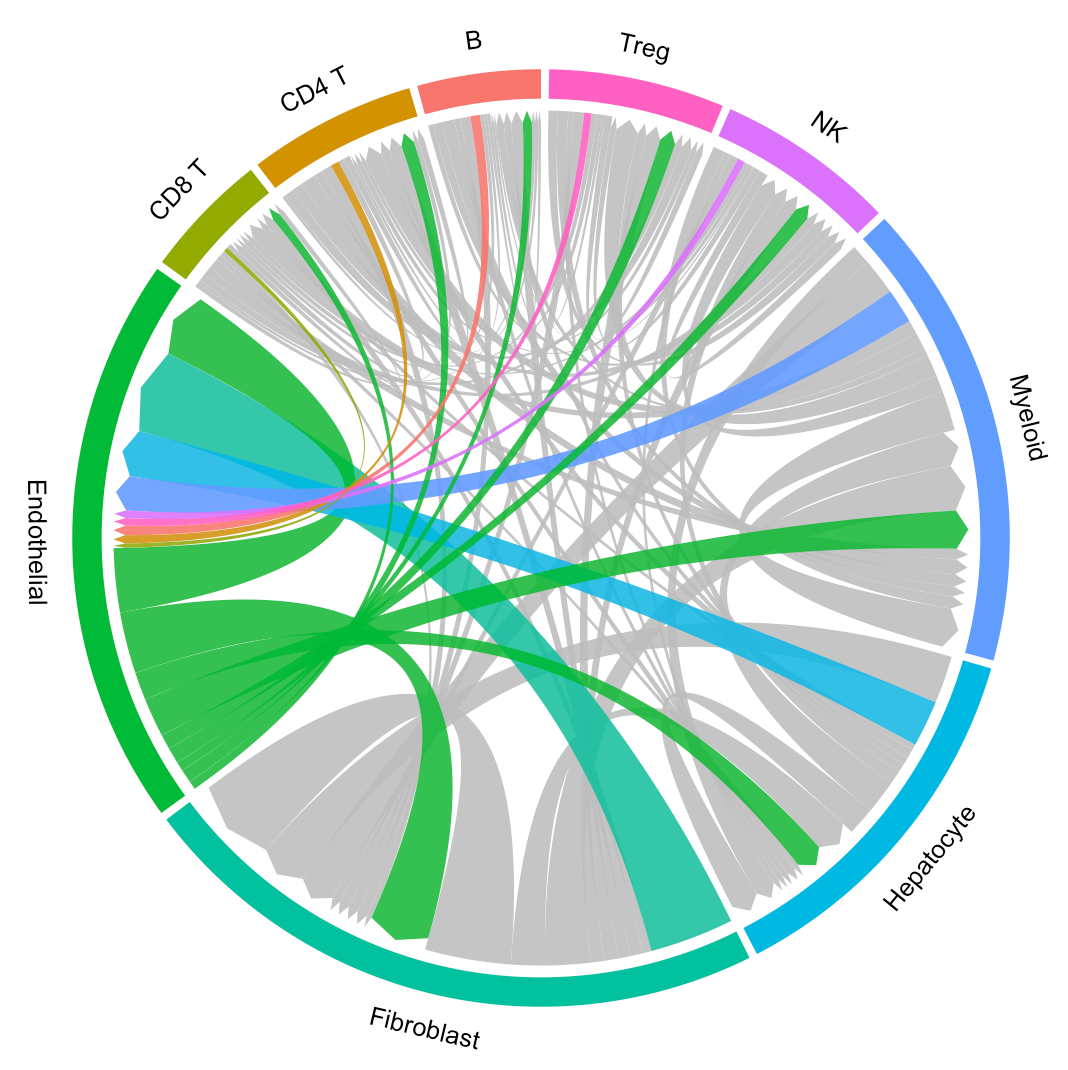 B
Treg
NK
Myeloid
Hepatocyte
Fibroblast
Endothelial
CD8 T
CD4 T